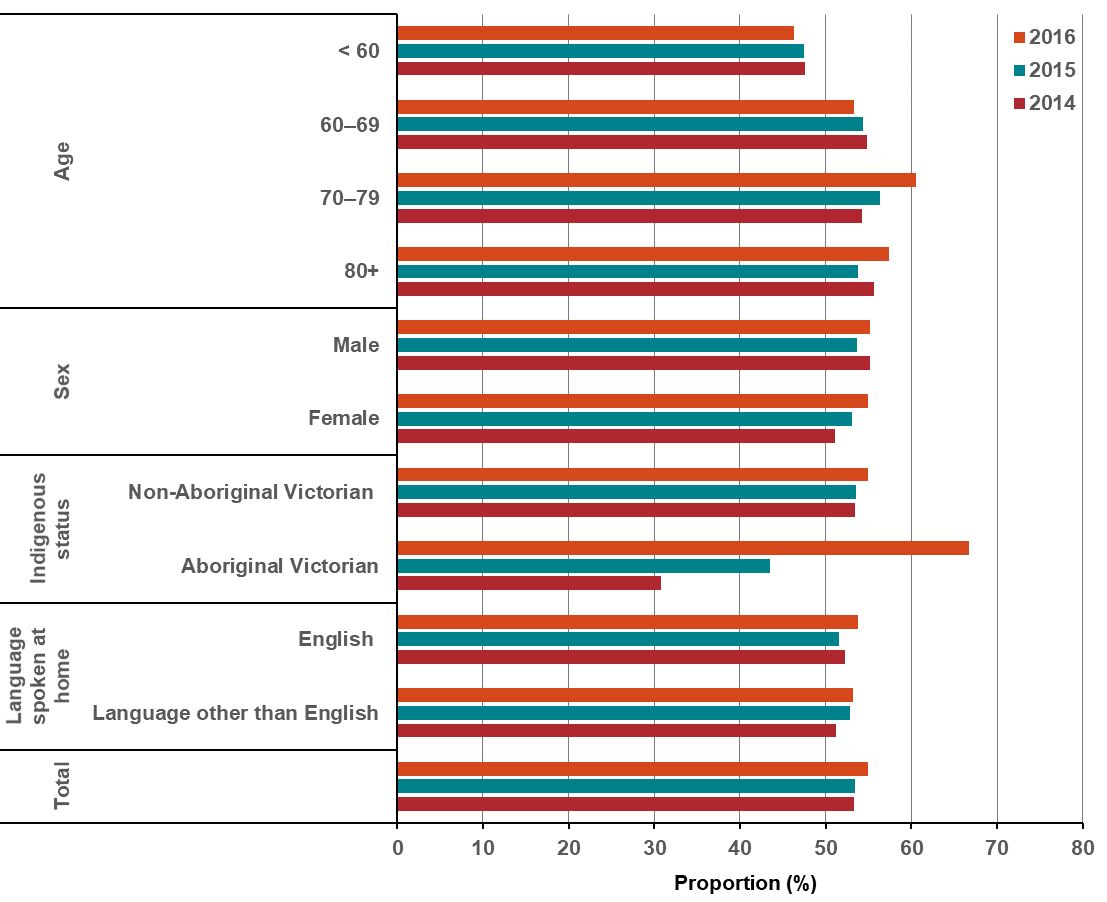 2016
2015
2014
Age
< 60
60–69
70–79
80+
Sex
Male
Female
Indigenous
status
Non-Aboriginal Victorian
Aboriginal Victorian
Language
spoken at
home
English
Language other than English
Total
0 10 20 30 40 50 60 70 80
Proportion (%)